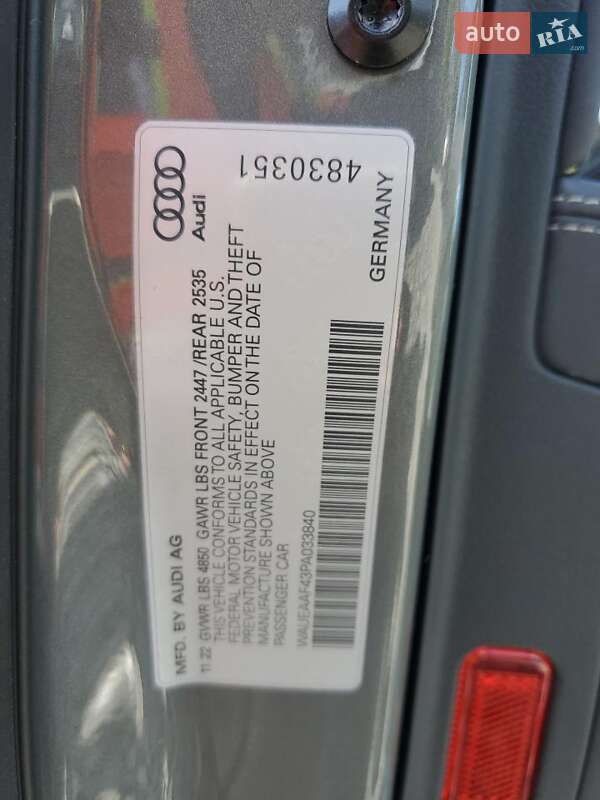 auto RIA.com
Audi
4830351
MFD. BY AUDI AG
GERMANY
11.22 GVWR LBS 4850 GAWR LBS FRONT 2447 /REAR 2535
THIS VEHICLE CONFORMS TO ALL APPLICABLE U.S.
FEDERAL MOTOR VEHICLE SAFETY, BUMPER AND THEFT
PREVENTION STANDARDS IN EFFECT ON THE DATE OF
MANUFACTURE SHOWN ABOVE
PASSENGER CAR
WAUEAAF43PA033840